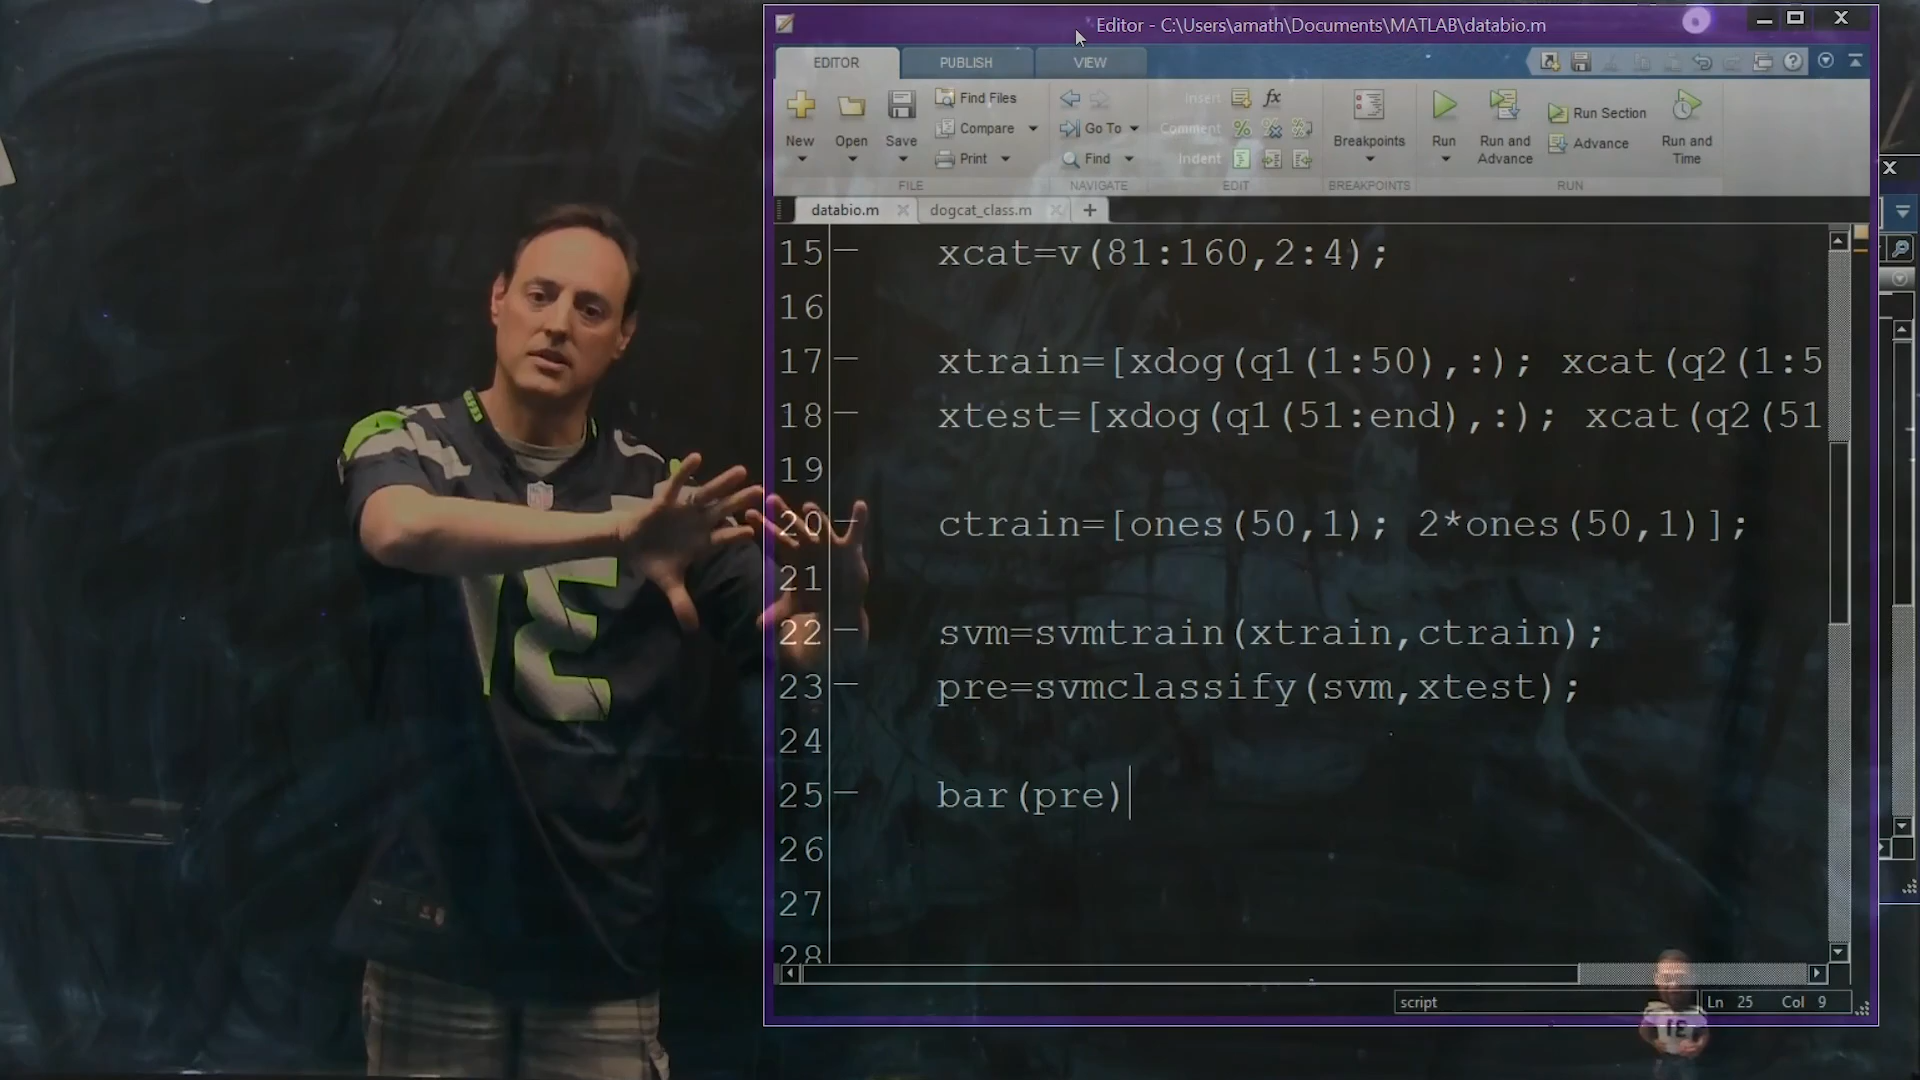 Editor - C:\Users\amath\Documents\MATLAB\databio.m
EDITOR PUBLISH VIEW
New Open Save Find Files Compare Print
Go To Find
Insert Comment Indent
Breakpoints
Run Run and Advance Run Section Advance Run and Time
FILE NAVIGATE EDIT BREAKPOINTS RUN
databio.m dogcat_class.m
15 xcat=v(81:160,2:4);
16
17 xtrain=[xdog(q1(1:50),:); xcat(q2(1:5
18 xtest=[xdog(q1(51:end),:); xcat(q2(51
19
20 ctrain=[ones(50,1); 2*ones(50,1)];
21
22 svm=svmtrain(xtrain,ctrain);
23 pre=svmclassify(svm,xtest);
24
25 bar(pre)
26
27
28
script Ln 25 Col 9
NFL